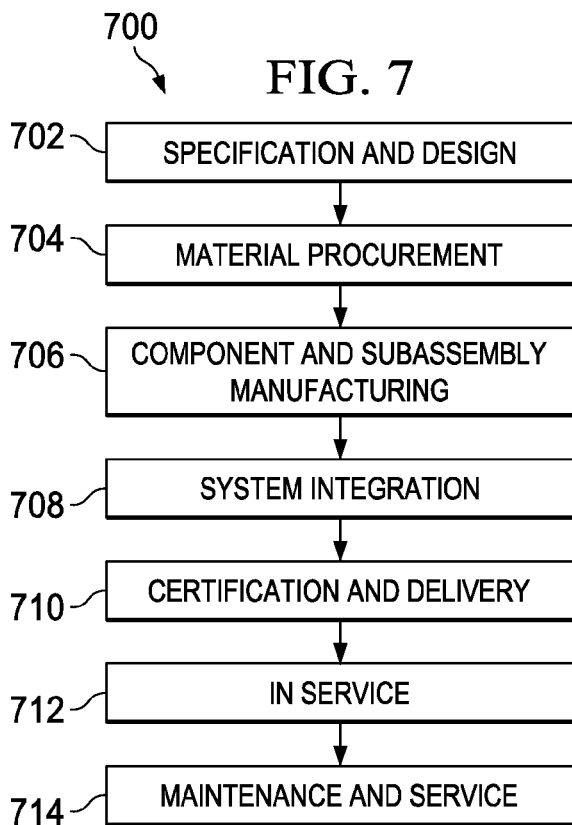 700
FIG. 7
702
SPECIFICATION AND DESIGN
704
MATERIAL PROCUREMENT
706
COMPONENT AND SUBASSEMBLY
MANUFACTURING
708
SYSTEM INTEGRATION
710
CERTIFICATION AND DELIVERY
712
IN SERVICE
714
MAINTENANCE AND SERVICE